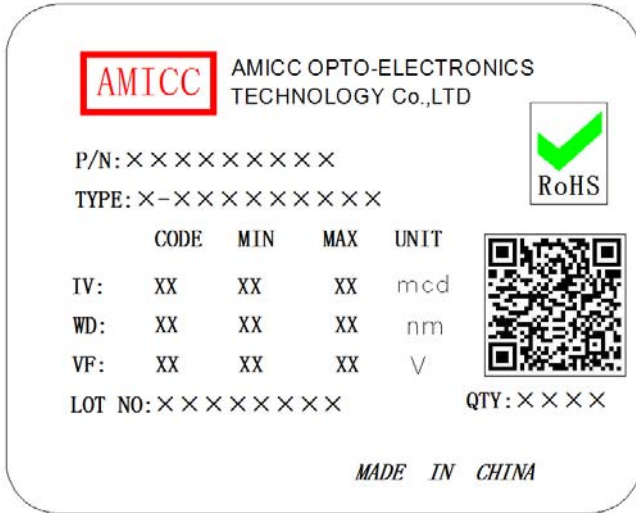 AMICC
AMICC OPTO-ELECTRONICS
TECHNOLOGY Co.,LTD
RoHS
P/N:×××××××××
TYPE:×-×××××××××
CODE MIN MAX UNIT
IV: XX XX XX mcd
WD: XX XX XX nm
VF: XX XX XX V
LOT NO:××××××××
QTY:××××
MADE IN CHINA